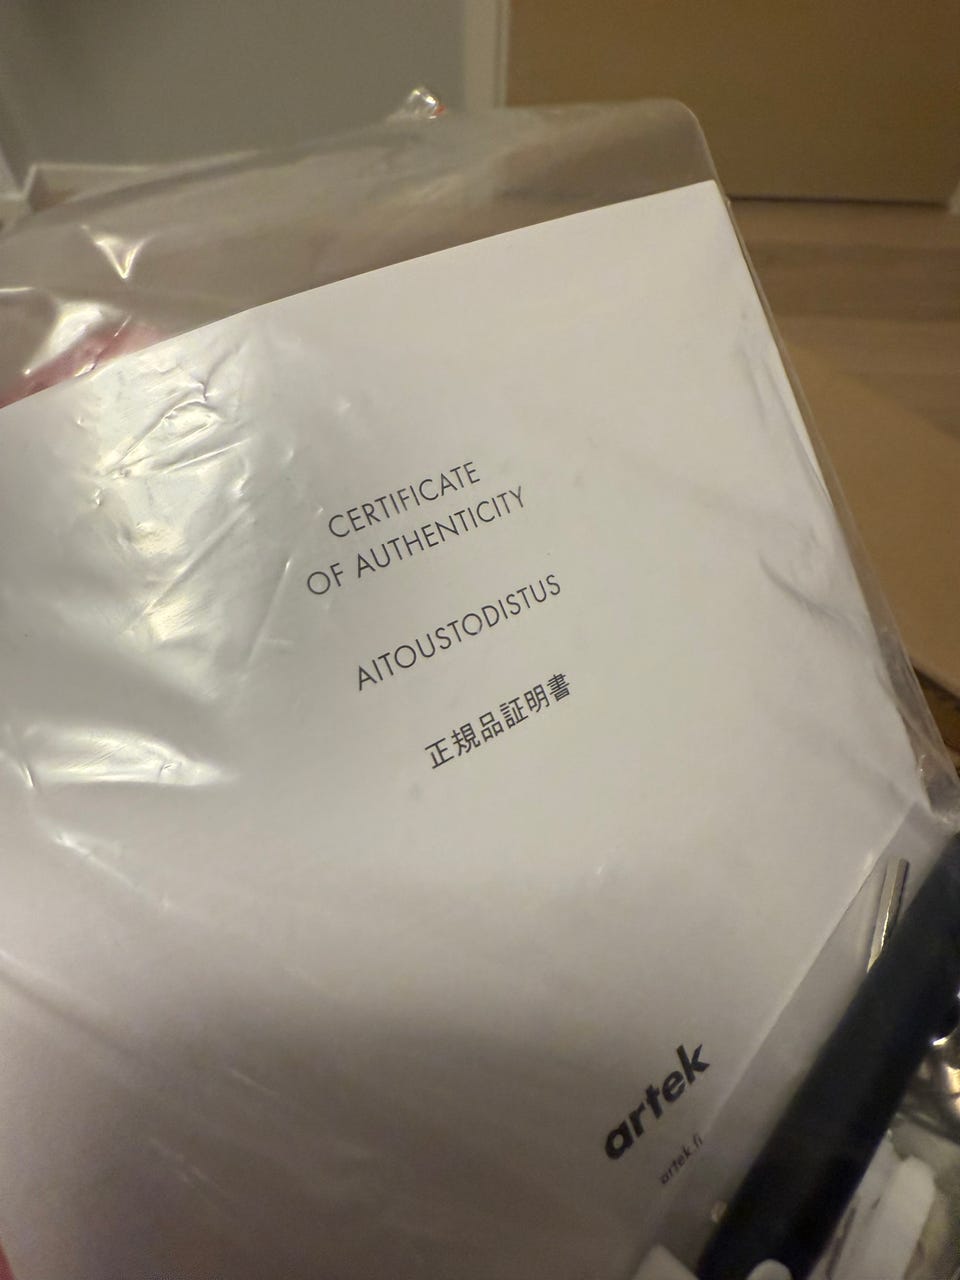 CERTIFICATE
OF AUTHENTICITY
AITOUSTODISTUS
正規品証明書
artek
artek.fi